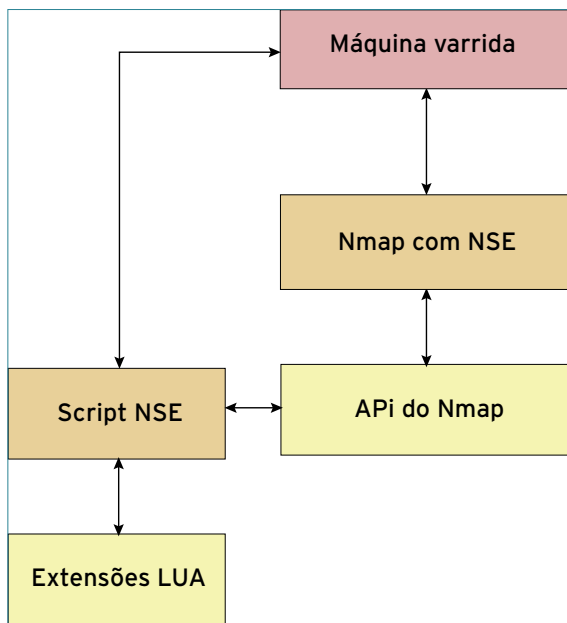 Máquina varrida
Nmap com NSE
APi do Nmap
Script NSE
Extensões LUA